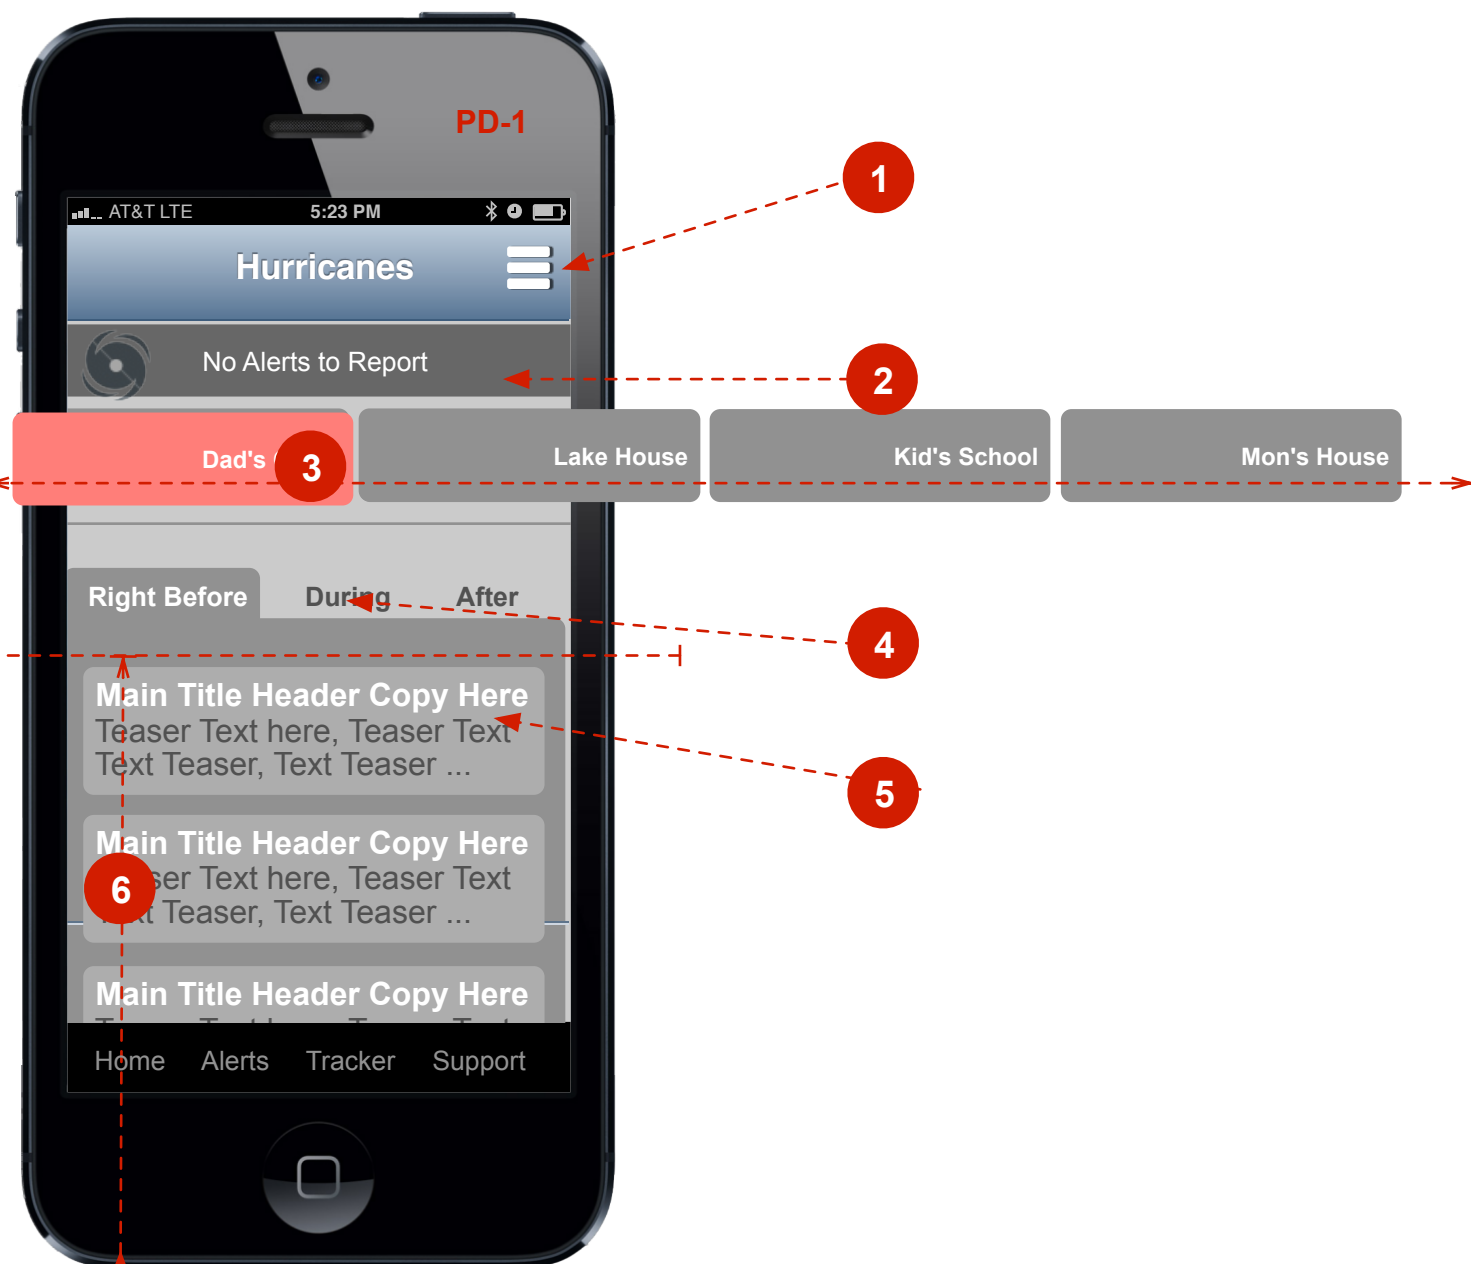 PD-1
1
AT&T LTE 5:23 PM
Hurricanes
No Alerts to Report
2
Dad's
3
Lake House
Kid's School
Mon's House
Right Before During After
4
Main Title Header Copy Here
Teaser Text here, Teaser Text
Text Teaser, Text Teaser ...
5
Main Title Header Copy Here
Text here, Teaser Text
Teaser, Text Teaser ...
6
Main Title Header Copy Here
Home Alerts Tracker Support